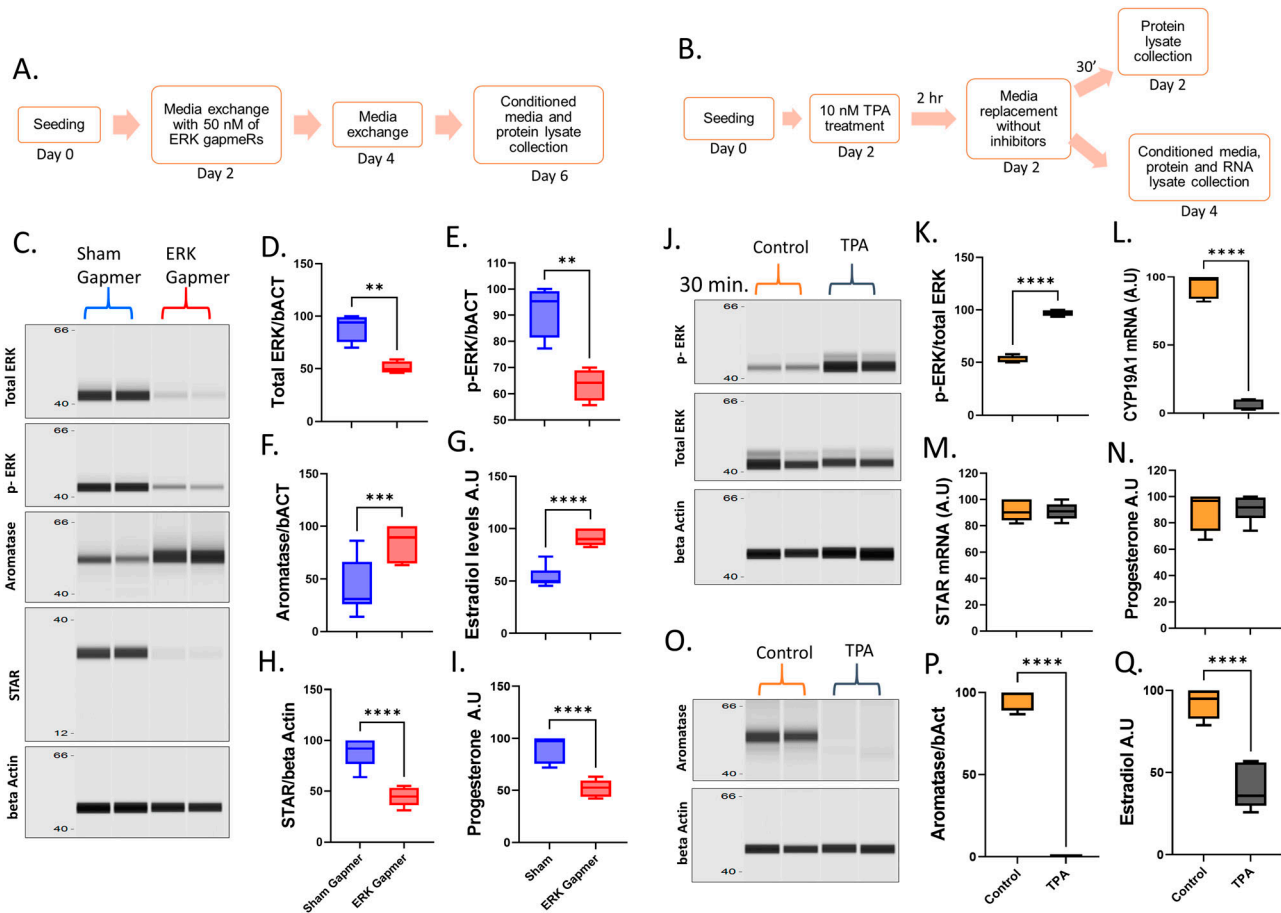 A.
Seeding
Day 0
Media exchange
with 50 nM of
ERK gapmeRs
Day 2
Media
exchange
Day 4
Conditioned
media and
protein lysate
collection
Day 6
B.
Seeding
Day 0
10 nM TPA
treatment
Day 2
2 hr
Media
replacement
without
inhibitors
Day 2
30'
Protein
lysate
collection
Day 2
Conditioned media,
protein and RNA
lysate collection
Day 4
C.
Sham
Gapmer
ERK
Gapmer
Total ERK
66 -
40 -
p- ERK
66 -
40 -
Aromatase
66 -
40 -
STAR
40 -
12 -
beta Actin
66 -
40 -
D.
Total ERK/bACT
150
100
50
0
**
E.
p-ERK/bACT
110
100
90
80
70
60
50
**
F.
Aromatase/bACT
150
100
50
0
***
G.
Estradiol levels A.U
150
100
50
0
****
H.
STAR/beta Actin
150
100
50
0
****
Sham Gapmer
ERK Gapmer
I.
Progesterone A.U
150
100
50
0
****
Sham
ERK Gapmer
J.
Control
TPA
30 min.
p- ERK
66 -
40 -
Total ERK
66 -
40 -
beta Actin
66 -
40 -
K.
p-ERK/total ERK
150
100
50
0
****
L.
CYP19A1 mRNA (A.U)
100
50
0
****
M.
STAR mRNA (A.U)
120
100
80
60
40
20
0
N.
Progesterone A.U
120
100
80
60
40
20
0
O.
Control
TPA
Aromatase
66 -
40 -
beta Actin
66 -
40 -
P.
Aromatase/bAct
100
50
0
****
Control
TPA
Q.
Estradiol A.U
100
50
0
****
Control
TPA